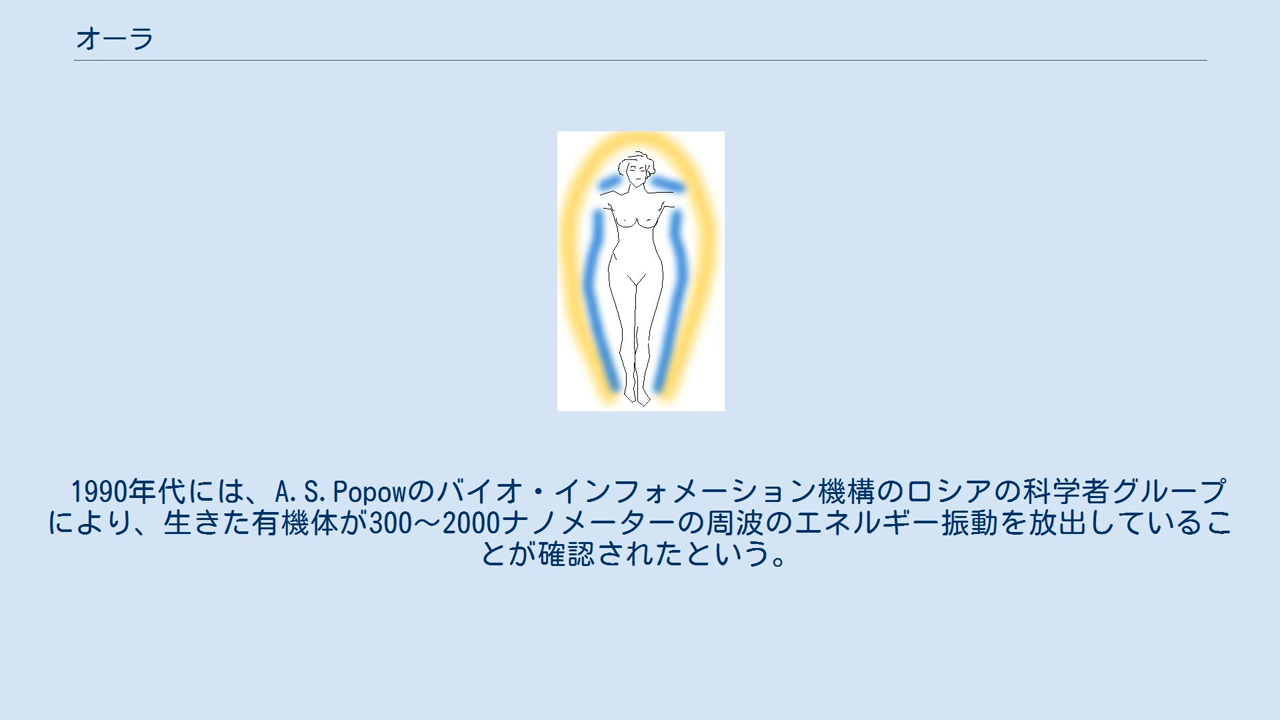 オーラ
1990年代には、A.S.Popowのバイオ・インフォメーション機構のロシアの科学者グループ
により、生きた有機体が300〜2000ナノメーターの周波のエネルギー振動を放出しているこ
とが確認されたという。